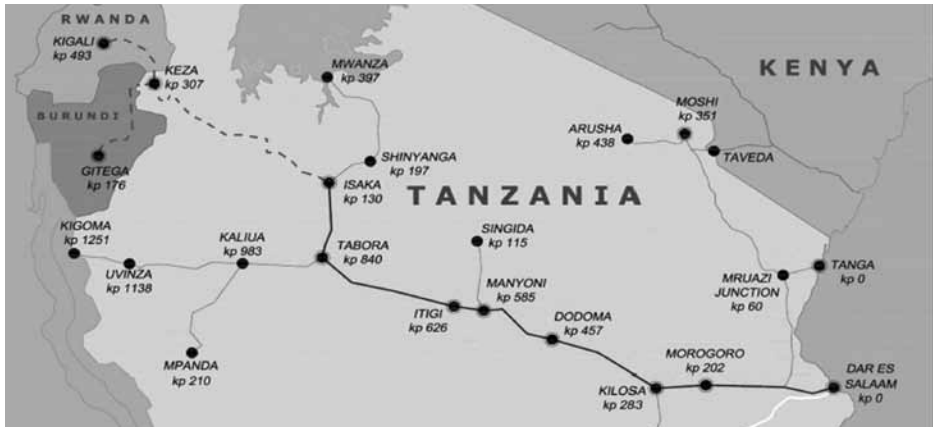 RWANDA
KIGALI
kp 493
KEZA
kp 307
MWANZA
kp 397
KENYA
MOSHI
kp 351
BURUNDI
ARUSHA
kp 438
TAVEDA
SHINYANGA
kp 197
GITEGA
kp 176
ISAKA
kp 130
TANZANIA
KIGOMA
kp 1251
KALIUA
kp 983
TABORA
kp 840
SINGIDA
kp 115
UVINZA
kp 1138
MANYONI
kp 585
MRUAZI
JUNCTION
kp 60
TANGA
kp 0
ITIGI
kp 626
DODOMA
kp 457
MPANDA
kp 210
MOROGORO
kp 202
KILOSA
kp 283
DAR ES
SALAAM
kp 0